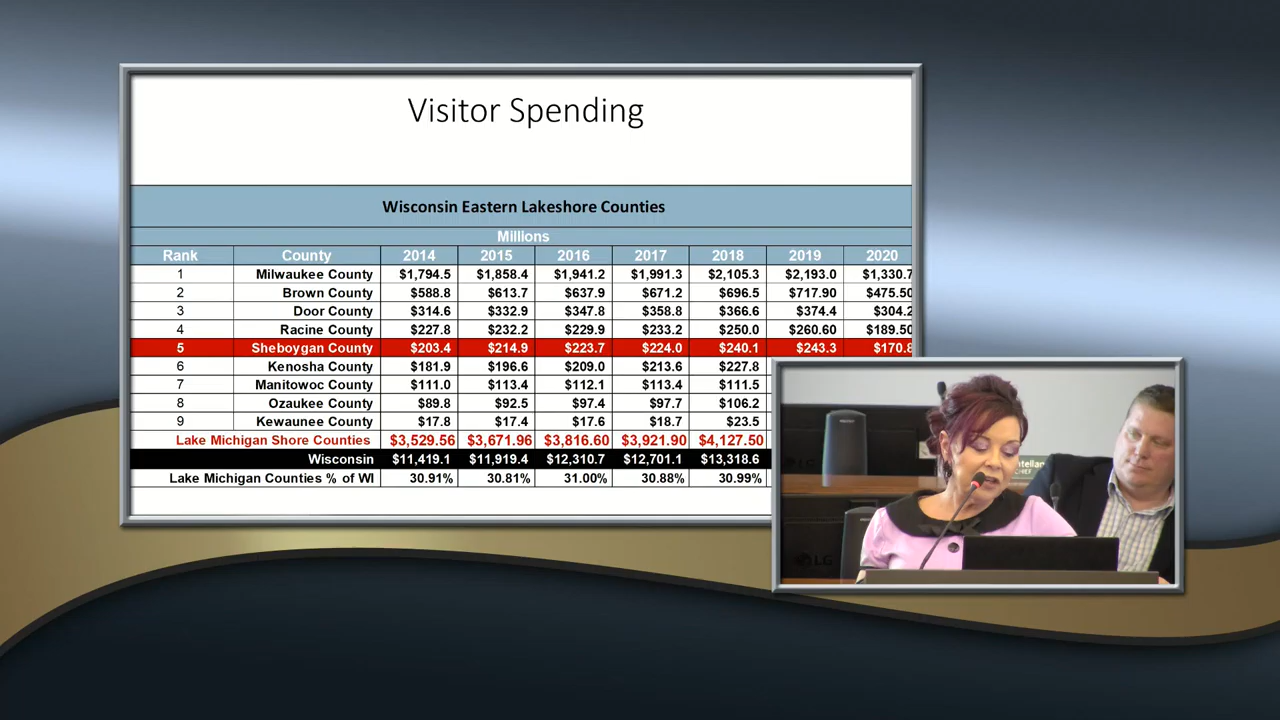 Visitor Spending
Wisconsin Eastern Lakeshore Counties
Millions
Rank County 2014 2015 2016 2017 2018 2019 2020
1 Milwaukee County $1,794.5 $1,858.4 $1,941.2 $1,991.3 $2,105.3 $2,193.0 $1,330.7
2 Brown County $588.8 $613.7 $637.9 $671.2 $696.5 $717.90 $475.50
3 Door County $314.6 $332.9 $347.8 $358.8 $366.6 $374.4 $304.2
4 Racine County $227.8 $232.2 $229.9 $233.2 $250.0 $260.60 $189.50
5 Sheboygan County $203.4 $214.9 $223.7 $224.0 $240.1 $243.3 $170.8
6 Kenosha County $181.9 $196.6 $209.0 $213.6 $227.8
7 Manitowoc County $111.0 $113.4 $112.1 $113.4 $111.5
8 Ozaukee County $89.8 $92.5 $97.4 $97.7 $106.2
9 Kewaunee County $17.8 $17.4 $17.6 $18.7 $23.5
Lake Michigan Shore Counties $3,529.56 $3,671.96 $3,816.60 $3,921.90 $4,127.50
Wisconsin $11,419.1 $11,919.4 $12,310.7 $12,701.1 $13,318.6
Lake Michigan Counties % of WI 30.91% 30.81% 31.00% 30.88% 30.99%
LG